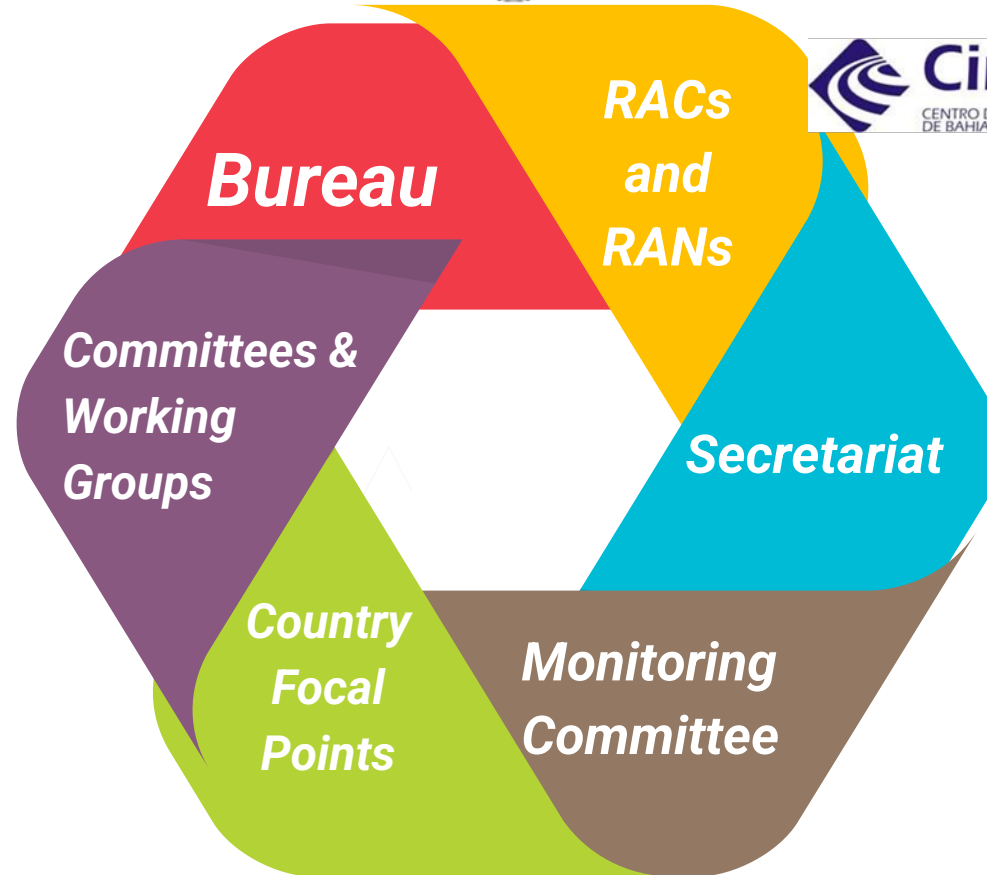 Bureau
RACs
and
RANs
CENTRO
DE BAHIA
Secretariat
Monitoring
Committee
Country
Focal
Points
Committees &
Working
Groups